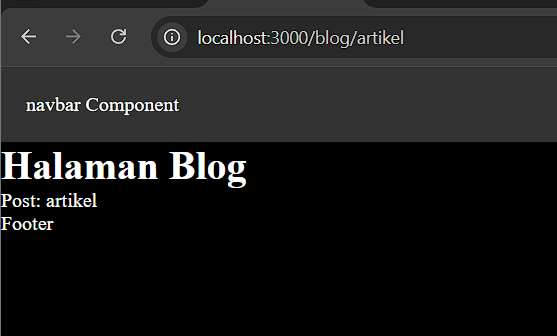 localhost:3000/blog/artikel
navbar Component
Halaman Blog
Post: artikel
Footer